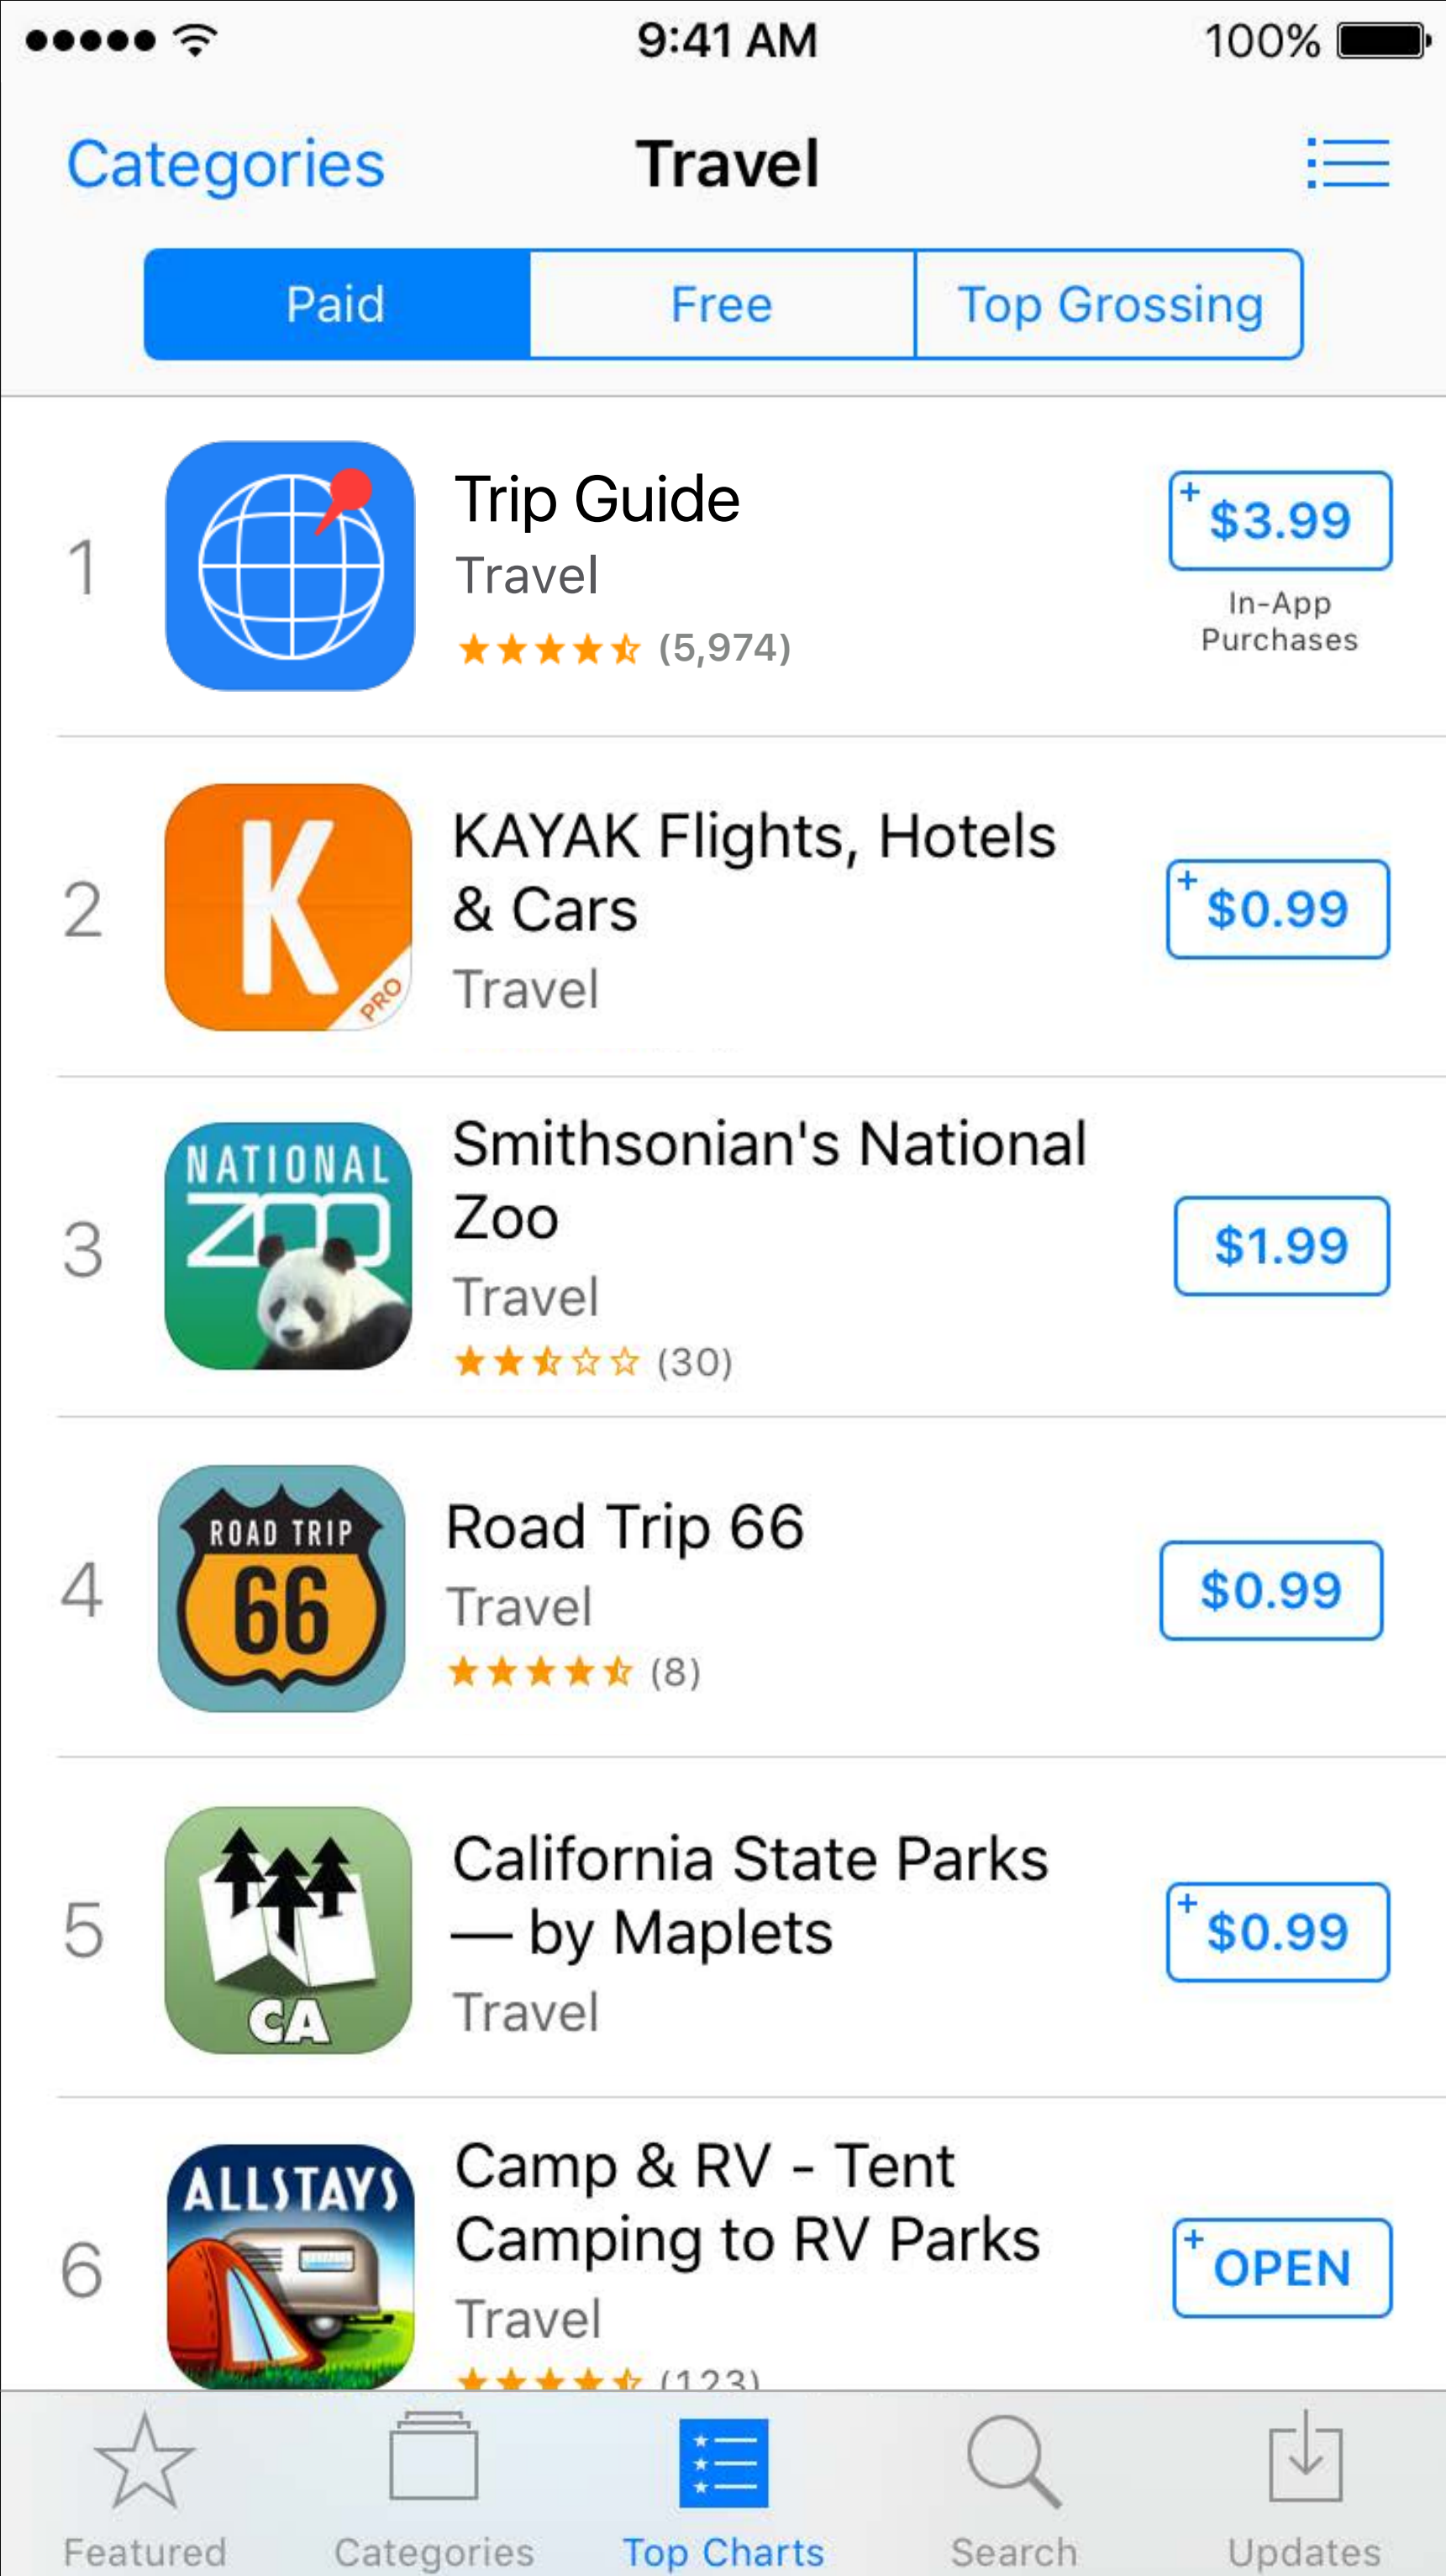 9:41 AM
100%
Categories
Travel
Paid
Free
Top Grossing
1
Trip Guide
Travel
(5,974)
+ $3.99
In-App
Purchases
2
K
PRO
KAYAK Flights, Hotels
& Cars
Travel
+ $0.99
3
NATIONAL
ZOO
Smithsonian's National
Zoo
Travel
(30)
$1.99
4
ROAD TRIP
66
Road Trip 66
Travel
(8)
$0.99
5
CA
California State Parks
— by Maplets
Travel
+ $0.99
6
ALLSTAYS
Camp & RV - Tent
Camping to RV Parks
Travel
(123)
+ OPEN
Featured
Categories
Top Charts
Search
Updates